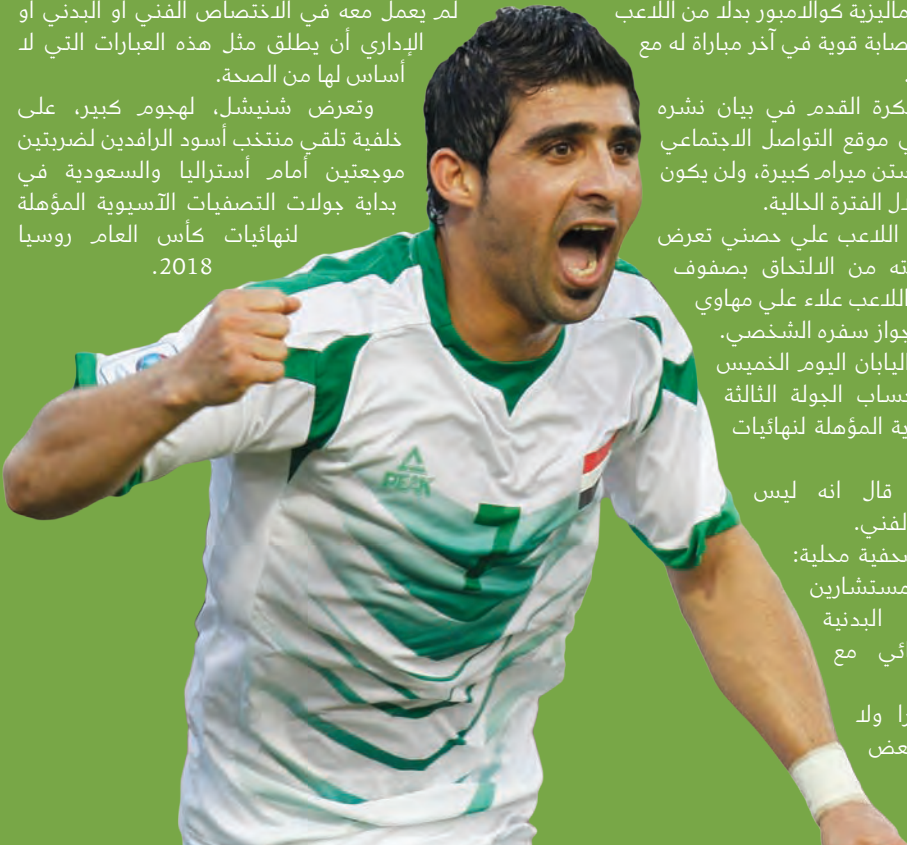 ماليزية كوالالمبور بدلا من اللاعب
صابة قوية في آخر مباراة له مع
كرة القدم في بيان نشره
موقع التواصل الاجتماعي
ستن ميرام كبيرة، ولن يكون
ل الفترة الحالية.
اللاعب علي حصني تعرض
ته من الالتحاق بصفوف
اللاعب علاء علي مهاوي
جواز سفره الشخصي.
اليابان اليوم الخميس
حساب الجولة الثالثة
ية المؤهلة لنهائيات
قال انه ليس
لفني.
حفية محلية:
مستشارين
البدنية
ئي مع
را ولا
عض
لم يعمل معه في الاختصاص الفني او البدني او
الإداري أن يطلق مثل هذه العبارات التي لا
أساس لها من الصحة.
وتعرض شنيشل، لهجوم كبير، على
خلفية تلقي منتخب أسود الرافدين لضربتين
موجعتين أمام أستراليا والسعودية في
بداية جولات التصفيات الآسيوية المؤهلة
لنهائيات كأس العام روسيا
2018.
PEAK
7